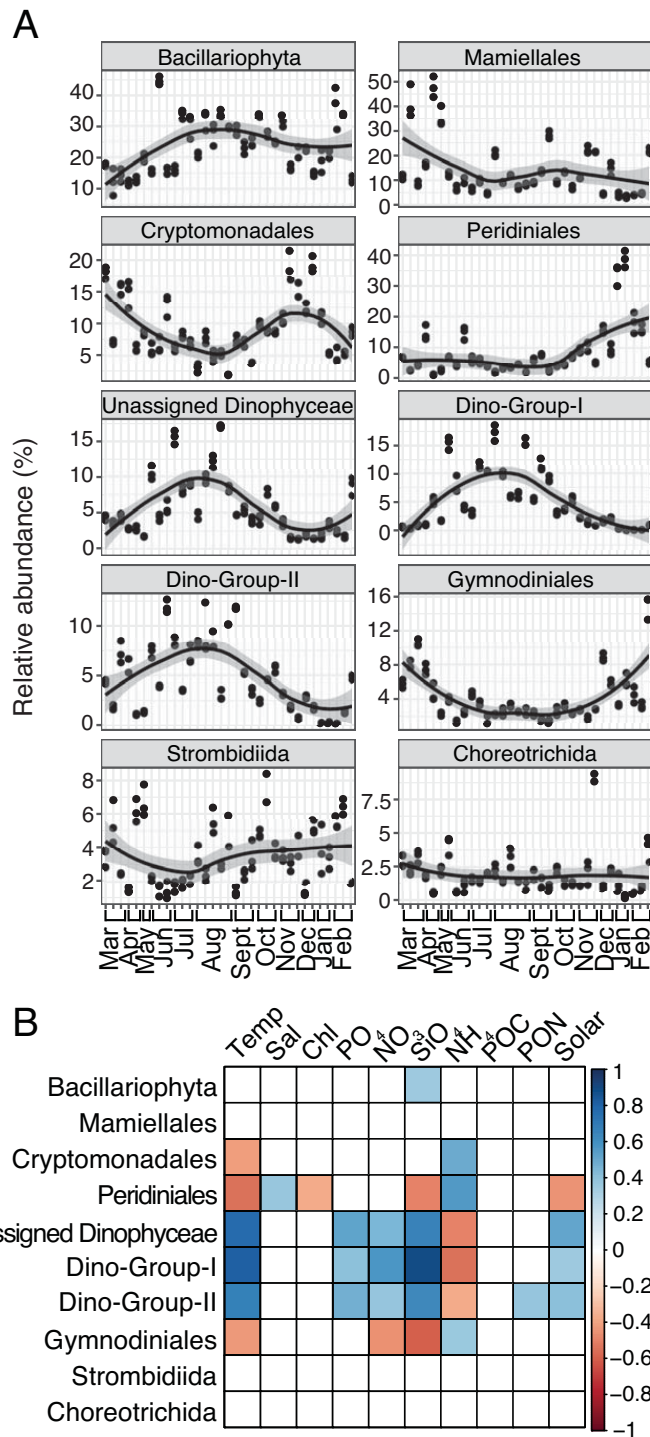 A
Bacillariophyta
Mamiellales
40
30
20
10
50
40
30
20
10
0
Cryptomonadales
Peridiniales
20
15
10
5
40
30
20
10
0
Unassigned Dinophyceae
Dino-Group-I
15
10
5
0
15
10
5
0
Relative abundance (%)
Dino-Group-II
Gymnodiniales
10
5
0
16
12
8
4
Strombidiida
Choreotrichida
8
6
4
2
7.5
5
2.5
0
Mar Apr May Jun Jul Aug Sept Oct Nov Dec Jan Feb
Mar Apr May Jun Jul Aug Sept Oct Nov Dec Jan Feb
B
Temp Sal Chl PO4 NO3 SiO4 NH4 POC PON Solar
Bacillariophyta
Mamiellales
Cryptomonadales
Peridiniales
ssigned Dinophyceae
Dino-Group-I
Dino-Group-II
Gymnodiniales
Strombidiida
Choreotrichida
1
0.8
0.6
0.4
0.2
0
−0.2
−0.4
−0.6
−0.8
−1